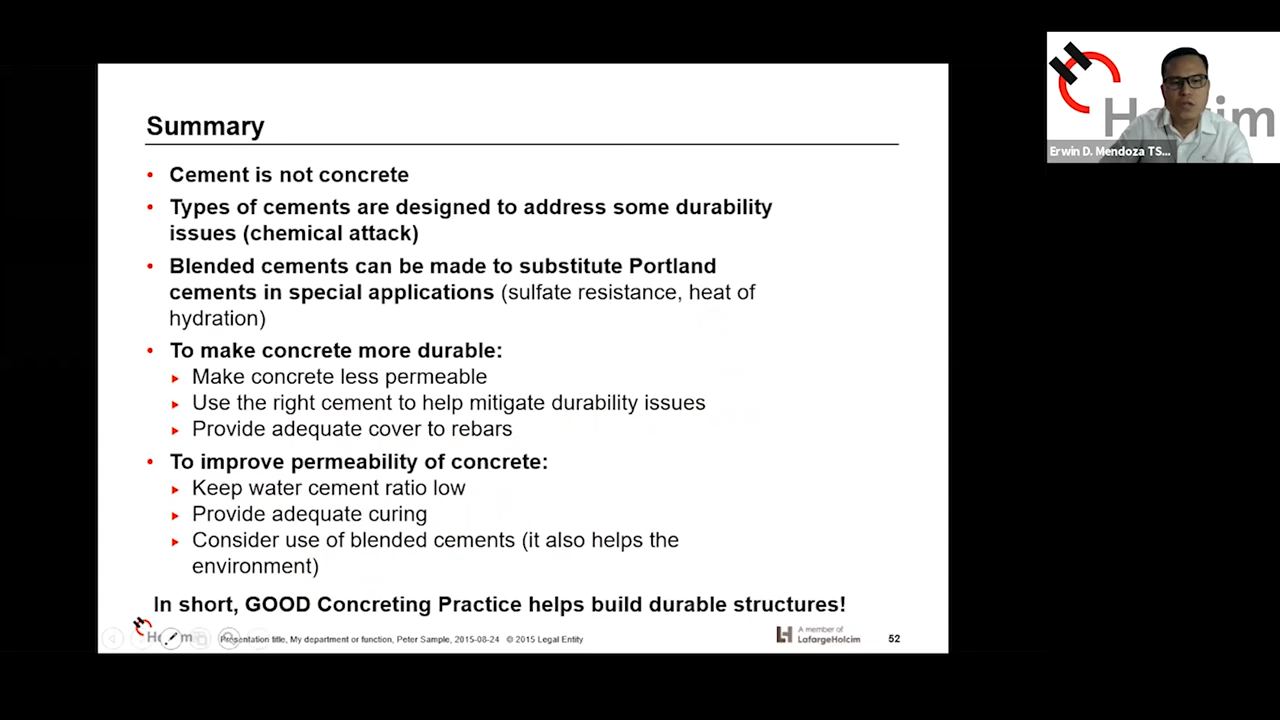 Summary
• Cement is not concrete
• Types of cements are designed to address some durability
issues (chemical attack)
• Blended cements can be made to substitute Portland
cements in special applications (sulfate resistance, heat of
hydration)
• To make concrete more durable:
▸ Make concrete less permeable
▸ Use the right cement to help mitigate durability issues
▸ Provide adequate cover to rebars
• To improve permeability of concrete:
▸ Keep water cement ratio low
▸ Provide adequate curing
▸ Consider use of blended cements (it also helps the
environment)
In short, GOOD Concreting Practice helps build durable structures!
Presentation title, My department or function, Peter Sample, 2015-08-24 © 2015 Legal Entity
A member of
LafargeHolcim
52
Erwin D. Mendoza TS...